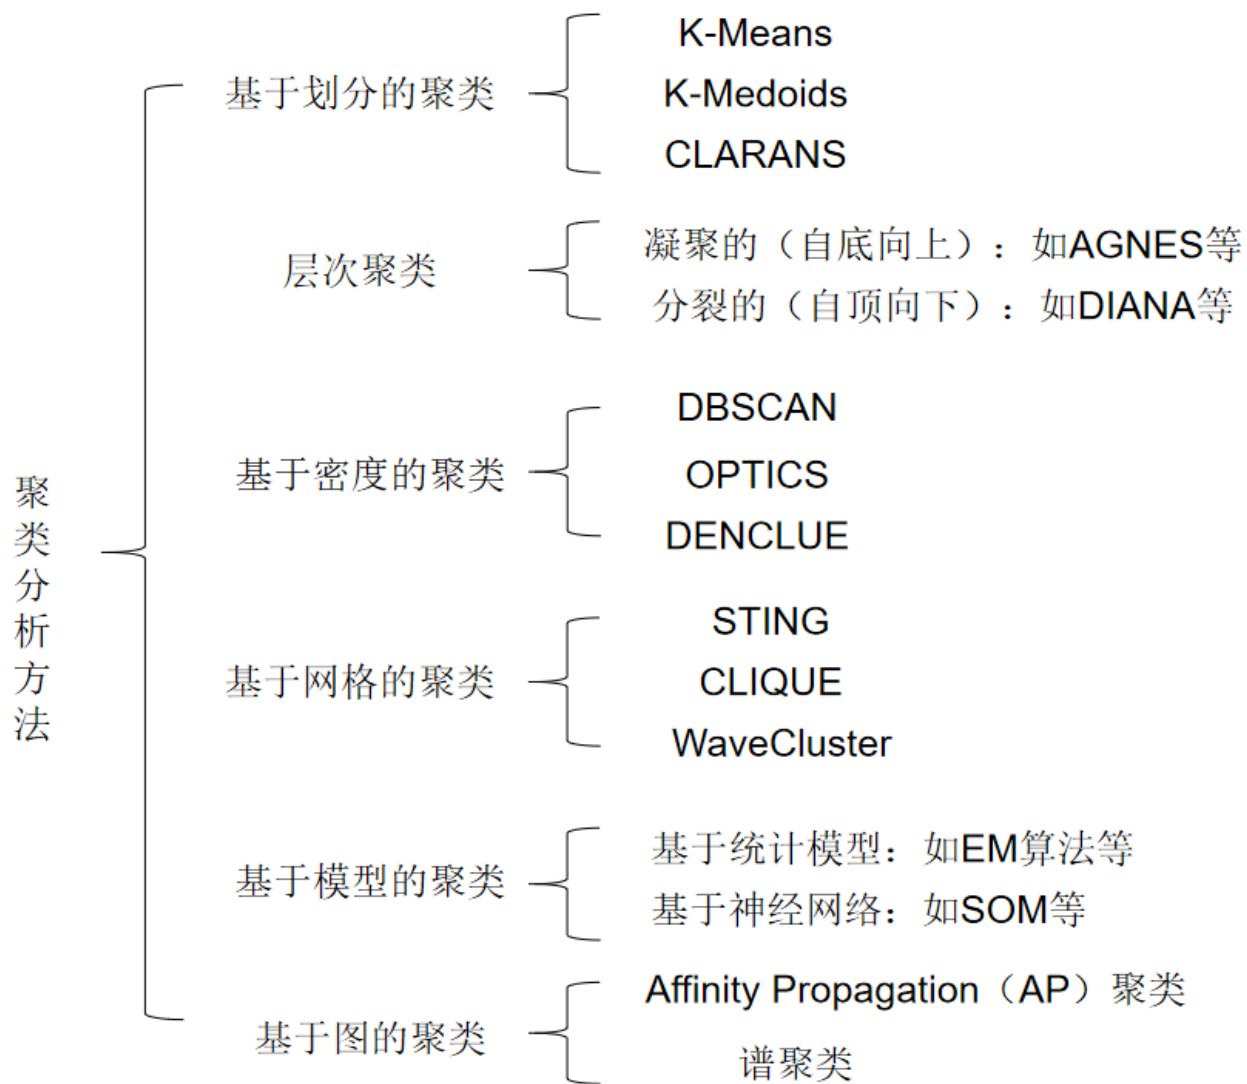 聚类分析方法
基于划分的聚类
K-Means
K-Medoids
CLARANS
层次聚类
凝聚的（自底向上）：如AGNES等
分裂的（自顶向下）：如DIANA等
基于密度的聚类
DBSCAN
OPTICS
DENCLUE
基于网格的聚类
STING
CLIQUE
WaveCluster
基于模型的聚类
基于统计模型：如EM算法等
基于神经网络：如SOM等
基于图的聚类
Affinity Propagation（AP）聚类
谱聚类